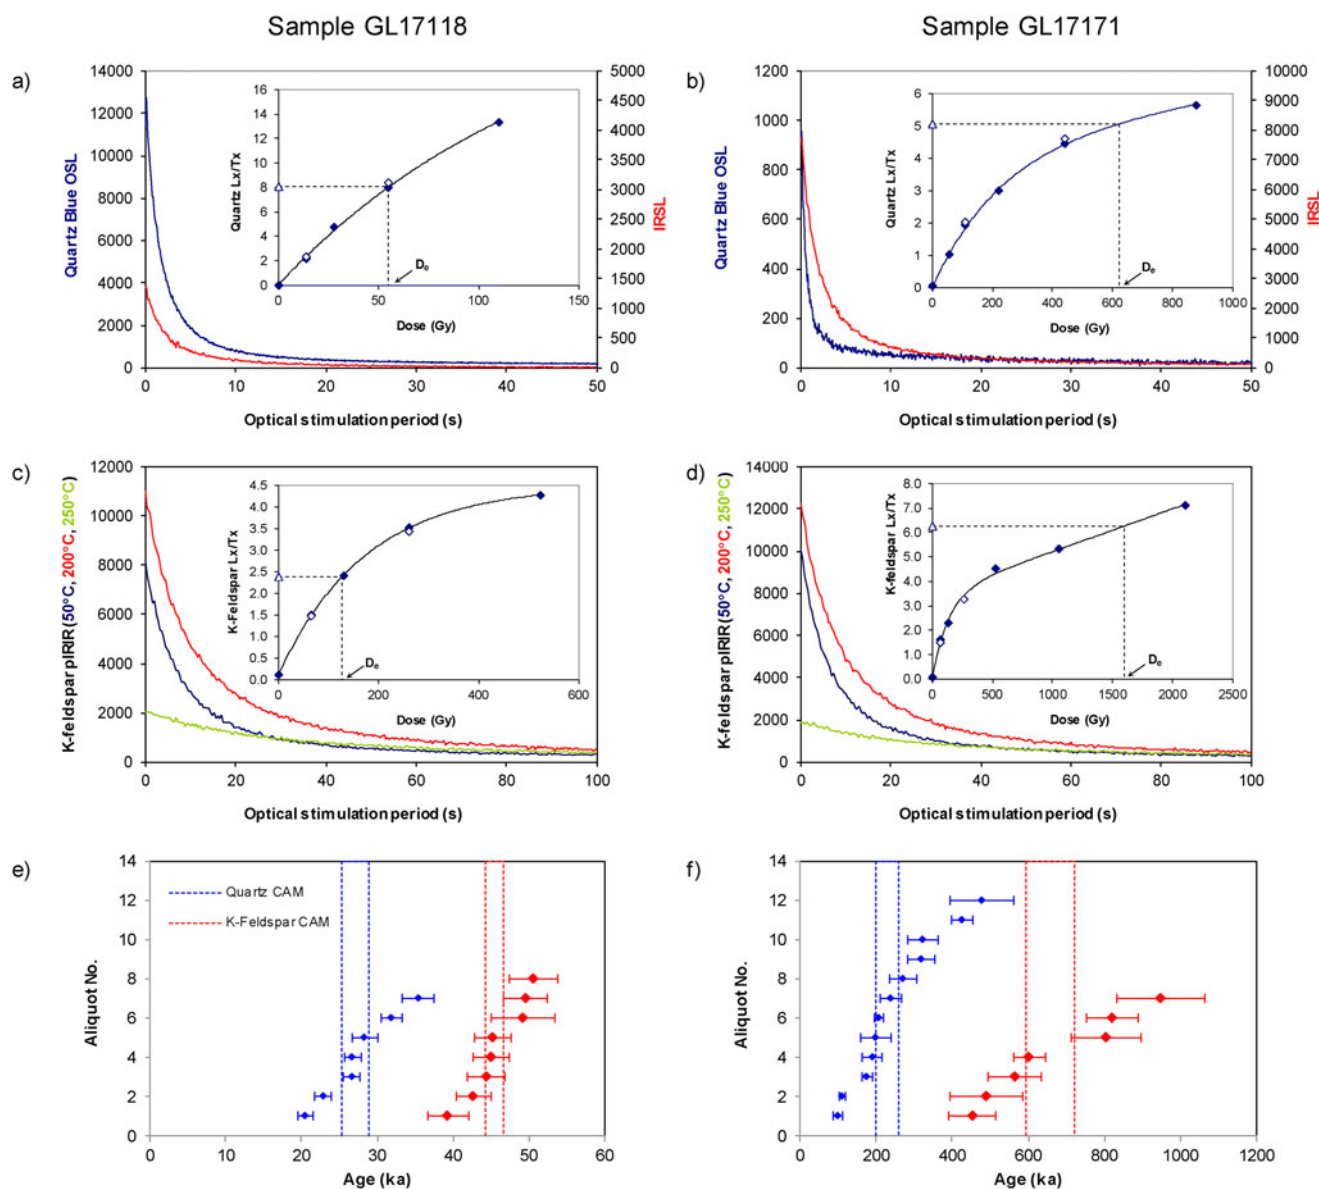 Sample GL17118
Sample GL17171
a)
14000
12000
10000
8000
6000
4000
2000
0
Quartz Blue OSL
5000
4500
4000
3500
3000
2500
2000
1500
1000
500
0
IRSL
0 10 20 30 40 50
Optical stimulation period (s)
16
14
12
10
8
6
4
2
0
Quartz Lx/Tx
De
0 50 100 150
Dose (Gy)
b)
1200
1000
800
600
400
200
0
Quartz Blue OSL
10000
9000
8000
7000
6000
5000
4000
3000
2000
1000
0
IRSL
0 10 20 30 40 50
Optical stimulation period (s)
6
5
4
3
2
1
0
Quartz Lx/Tx
De
0 200 400 600 800 1000
Dose (Gy)
c)
12000
10000
8000
6000
4000
2000
0
K-feldspar pIRIR (50°C, 200°C, 250°C)
0 20 40 60 80 100
Optical stimulation period (s)
4.5
4.0
3.5
3.0
2.5
2.0
1.5
1.0
0.5
0.0
K-Feldspar Lx/Tx
De
0 200 400 600
Dose (Gy)
d)
14000
12000
10000
8000
6000
4000
2000
0
K-feldspar pIRIR (50°C, 200°C, 250°C)
0 20 40 60 80 100
Optical stimulation period (s)
8.0
7.0
6.0
5.0
4.0
3.0
2.0
1.0
0.0
K-feldspar Lx/Tx
De
0 500 1000 1500 2000 2500
Dose (Gy)
e)
14
12
10
8
6
4
2
0
Aliquot No.
Quartz CAM
K-Feldspar CAM
0 10 20 30 40 50 60
Age (ka)
f)
14
12
10
8
6
4
2
0
Aliquot No.
0 200 400 600 800 1000 1200
Age (ka)